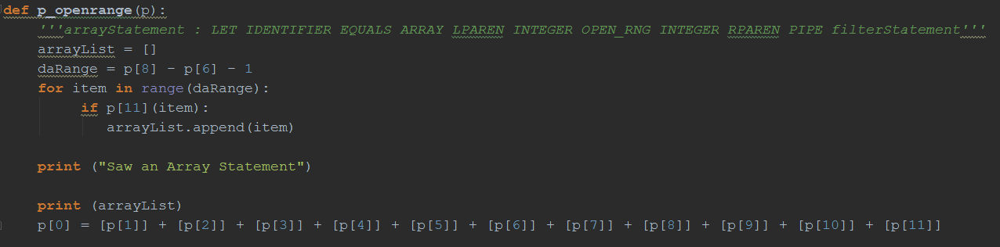 def p_openrange(p):
    '''arrayStatement : LET IDENTIFIER EQUALS ARRAY LPAREN INTEGER OPEN_RNG INTEGER RPAREN PIPE filterStatement'''
    arrayList = []
    daRange = p[8] - p[6] - 1
    for item in range(daRange):
         if p[11](item):
            arrayList.append(item)

    print ("Saw an Array Statement")

    print (arrayList)
    p[0] = [p[1]] + [p[2]] + [p[3]] + [p[4]] + [p[5]] + [p[6]] + [p[7]] + [p[8]] + [p[9]] + [p[10]] + [p[11]]